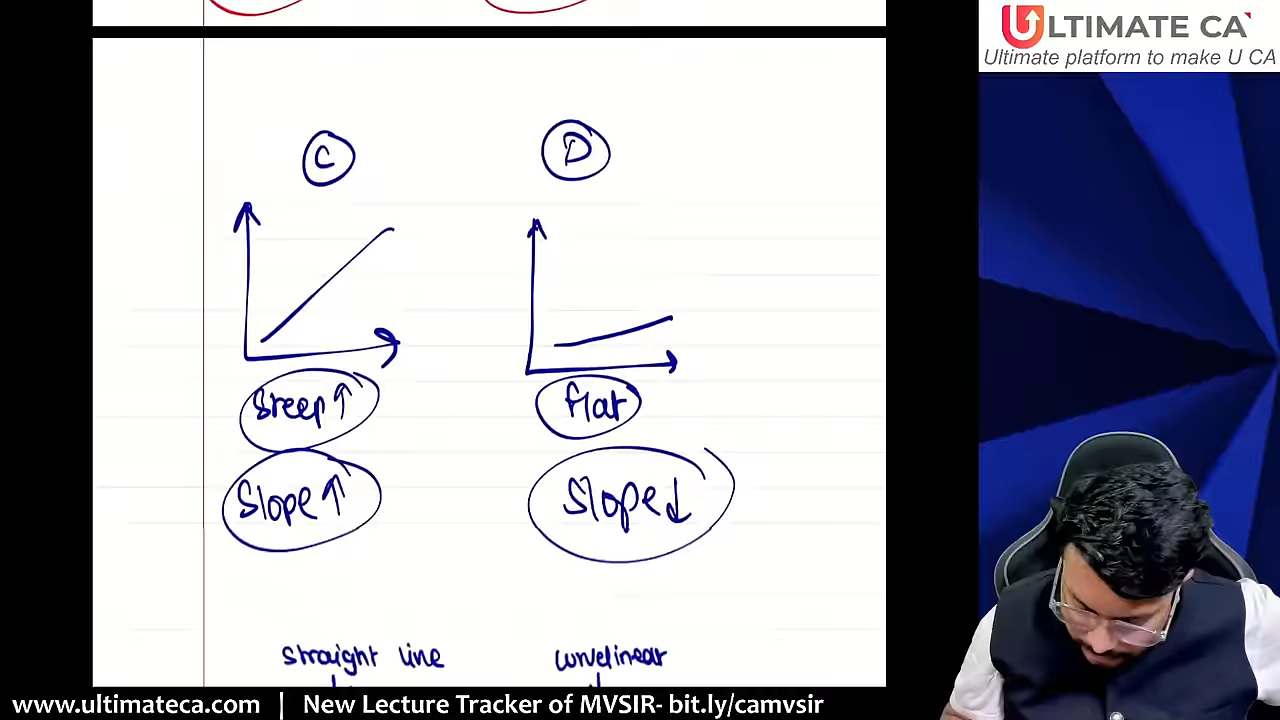 ULTIMATE CA
Ultimate platform to make U CA
C
D
Steep ↑
flat
Slope ↑
Slope ↓
straight line
curvelinear
www.ultimateca.com | New Lecture Tracker of MVSIR- bit.ly/camvsir